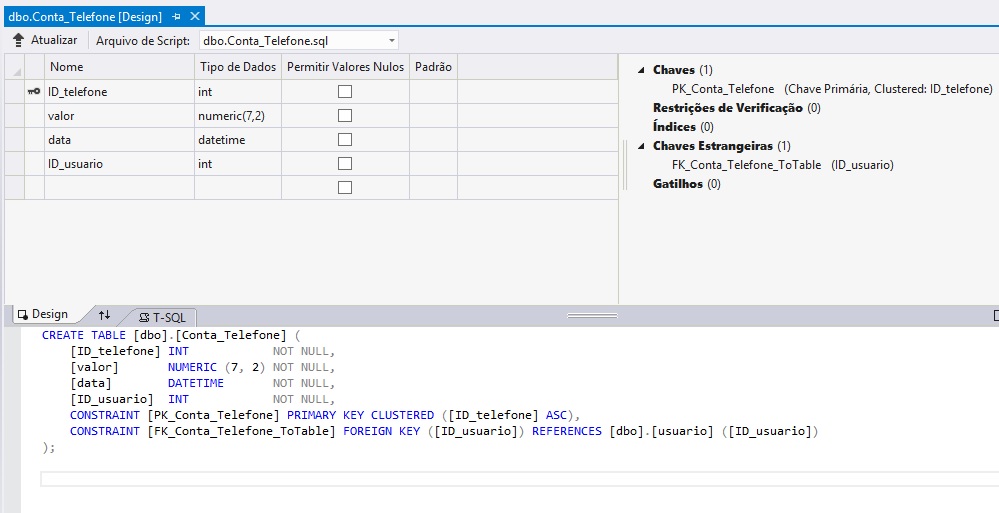 dbo.Conta_Telefone [Design]
Atualizar Arquivo de Script: dbo.Conta_Telefone.sql
Nome Tipo de Dados Permitir Valores Nulos Padrão
ID_telefone int
valor numeric(7,2)
data datetime
ID_usuario int
Chaves (1)
PK_Conta_Telefone (Chave Primária, Clustered: ID_telefone)
Restrições de Verificação (0)
Índices (0)
Chaves Estrangeiras (1)
FK_Conta_Telefone_ToTable (ID_usuario)
Gatilhos (0)
Design T-SQL
CREATE TABLE [dbo].[Conta_Telefone] (
[ID_telefone] INT NOT NULL,
[valor] NUMERIC (7, 2) NOT NULL,
[data] DATETIME NOT NULL,
[ID_usuario] INT NOT NULL,
CONSTRAINT [PK_Conta_Telefone] PRIMARY KEY CLUSTERED ([ID_telefone] ASC),
CONSTRAINT [FK_Conta_Telefone_ToTable] FOREIGN KEY ([ID_usuario]) REFERENCES [dbo].[usuario] ([ID_usuario])
);